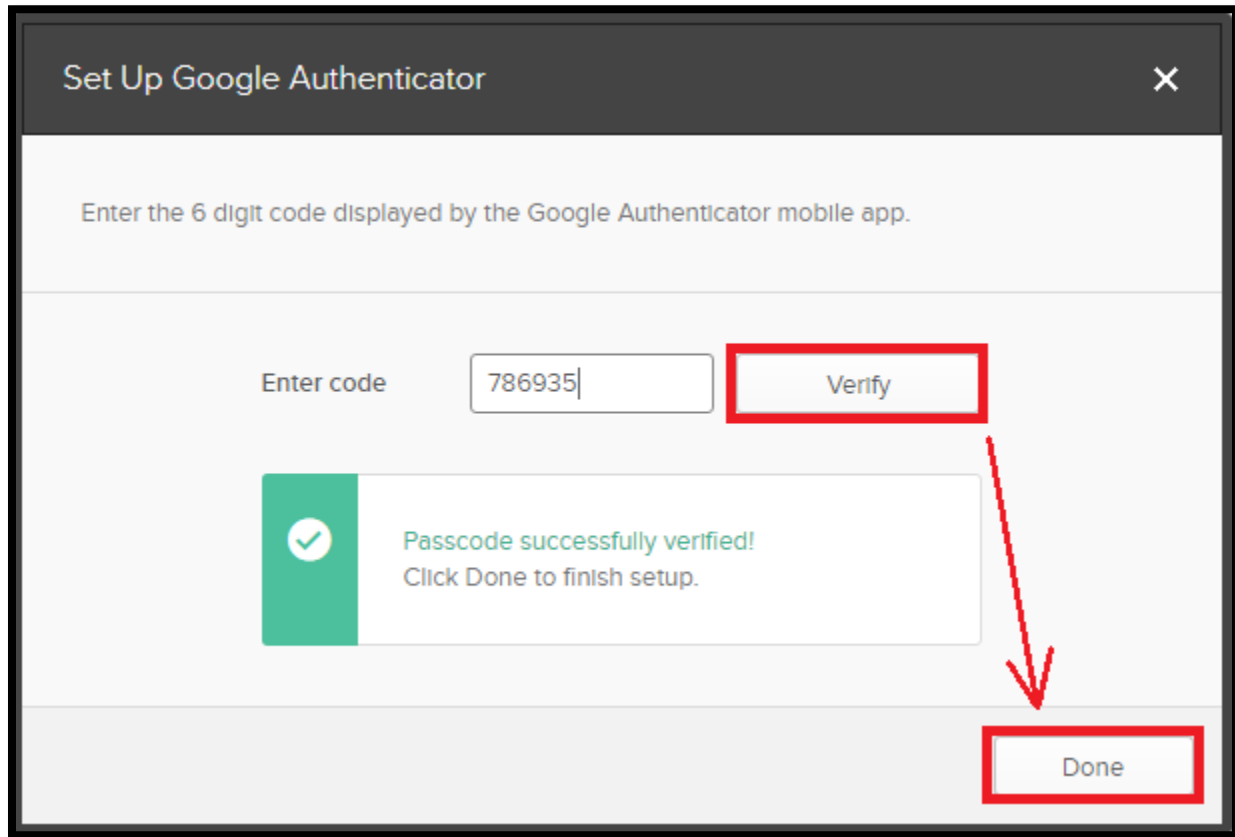 Set Up Google Authenticator
Enter the 6 digit code displayed by the Google Authenticator mobile app.
Enter code 786935 Verify
Passcode successfully verified!
Click Done to finish setup.
Done